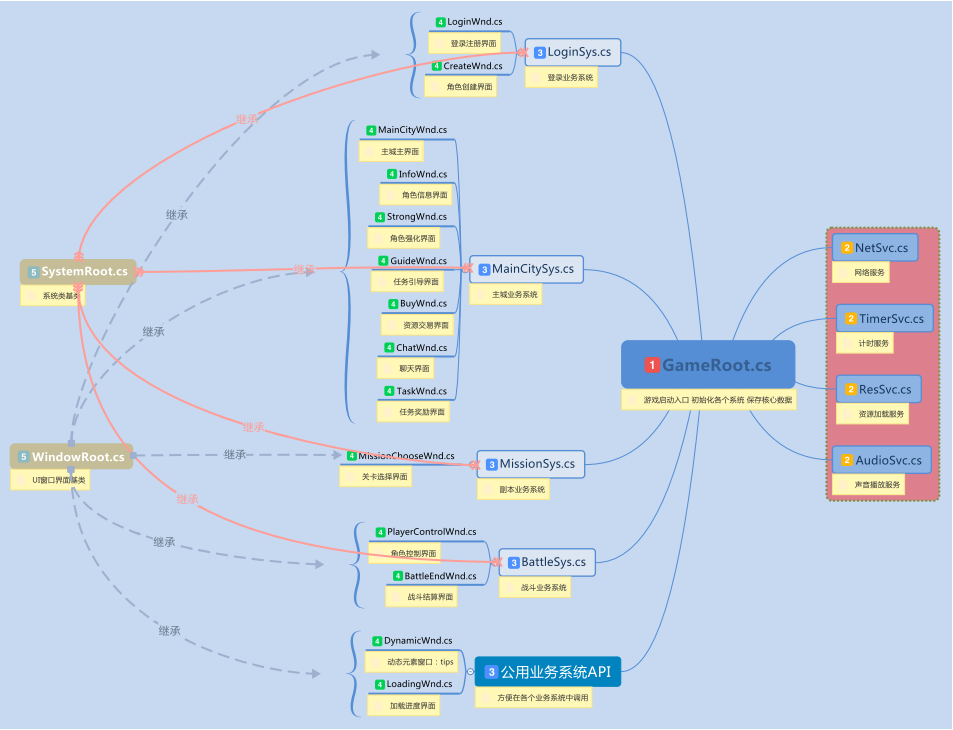 4 LoginWnd.cs
登录注册界面
4 CreateWnd.cs
角色创建界面
3 LoginSys.cs
登录业务系统
继承
4 MainCityWnd.cs
主城主界面
4 InfoWnd.cs
角色信息界面
4 StrongWnd.cs
角色强化界面
4 GuideWnd.cs
任务引导界面
4 BuyWnd.cs
资源交易界面
4 ChatWnd.cs
聊天界面
4 TaskWnd.cs
任务奖励界面
3 MainCitySys.cs
主城业务系统
继承
继承
继承
5 SystemRoot.cs
系统类基类
5 WindowRoot.cs
UI窗口界面基类
1 GameRoot.cs
游戏启动入口 初始化各个系统 保存核心数据
2 NetSvc.cs
网络服务
2 TimerSvc.cs
计时服务
2 ResSvc.cs
资源加载服务
2 AudioSvc.cs
声音播放服务
继承
继承
4 MissionChooseWnd.cs
关卡选择界面
3 MissionSys.cs
副本业务系统
继承
继承
4 PlayerControlWnd.cs
角色控制界面
4 BattleEndWnd.cs
战斗结算界面
3 BattleSys.cs
战斗业务系统
继承
4 DynamicWnd.cs
动态元素窗口：tips
4 LoadingWnd.cs
加载进度界面
3 公用业务系统API
方便在各个业务系统中调用